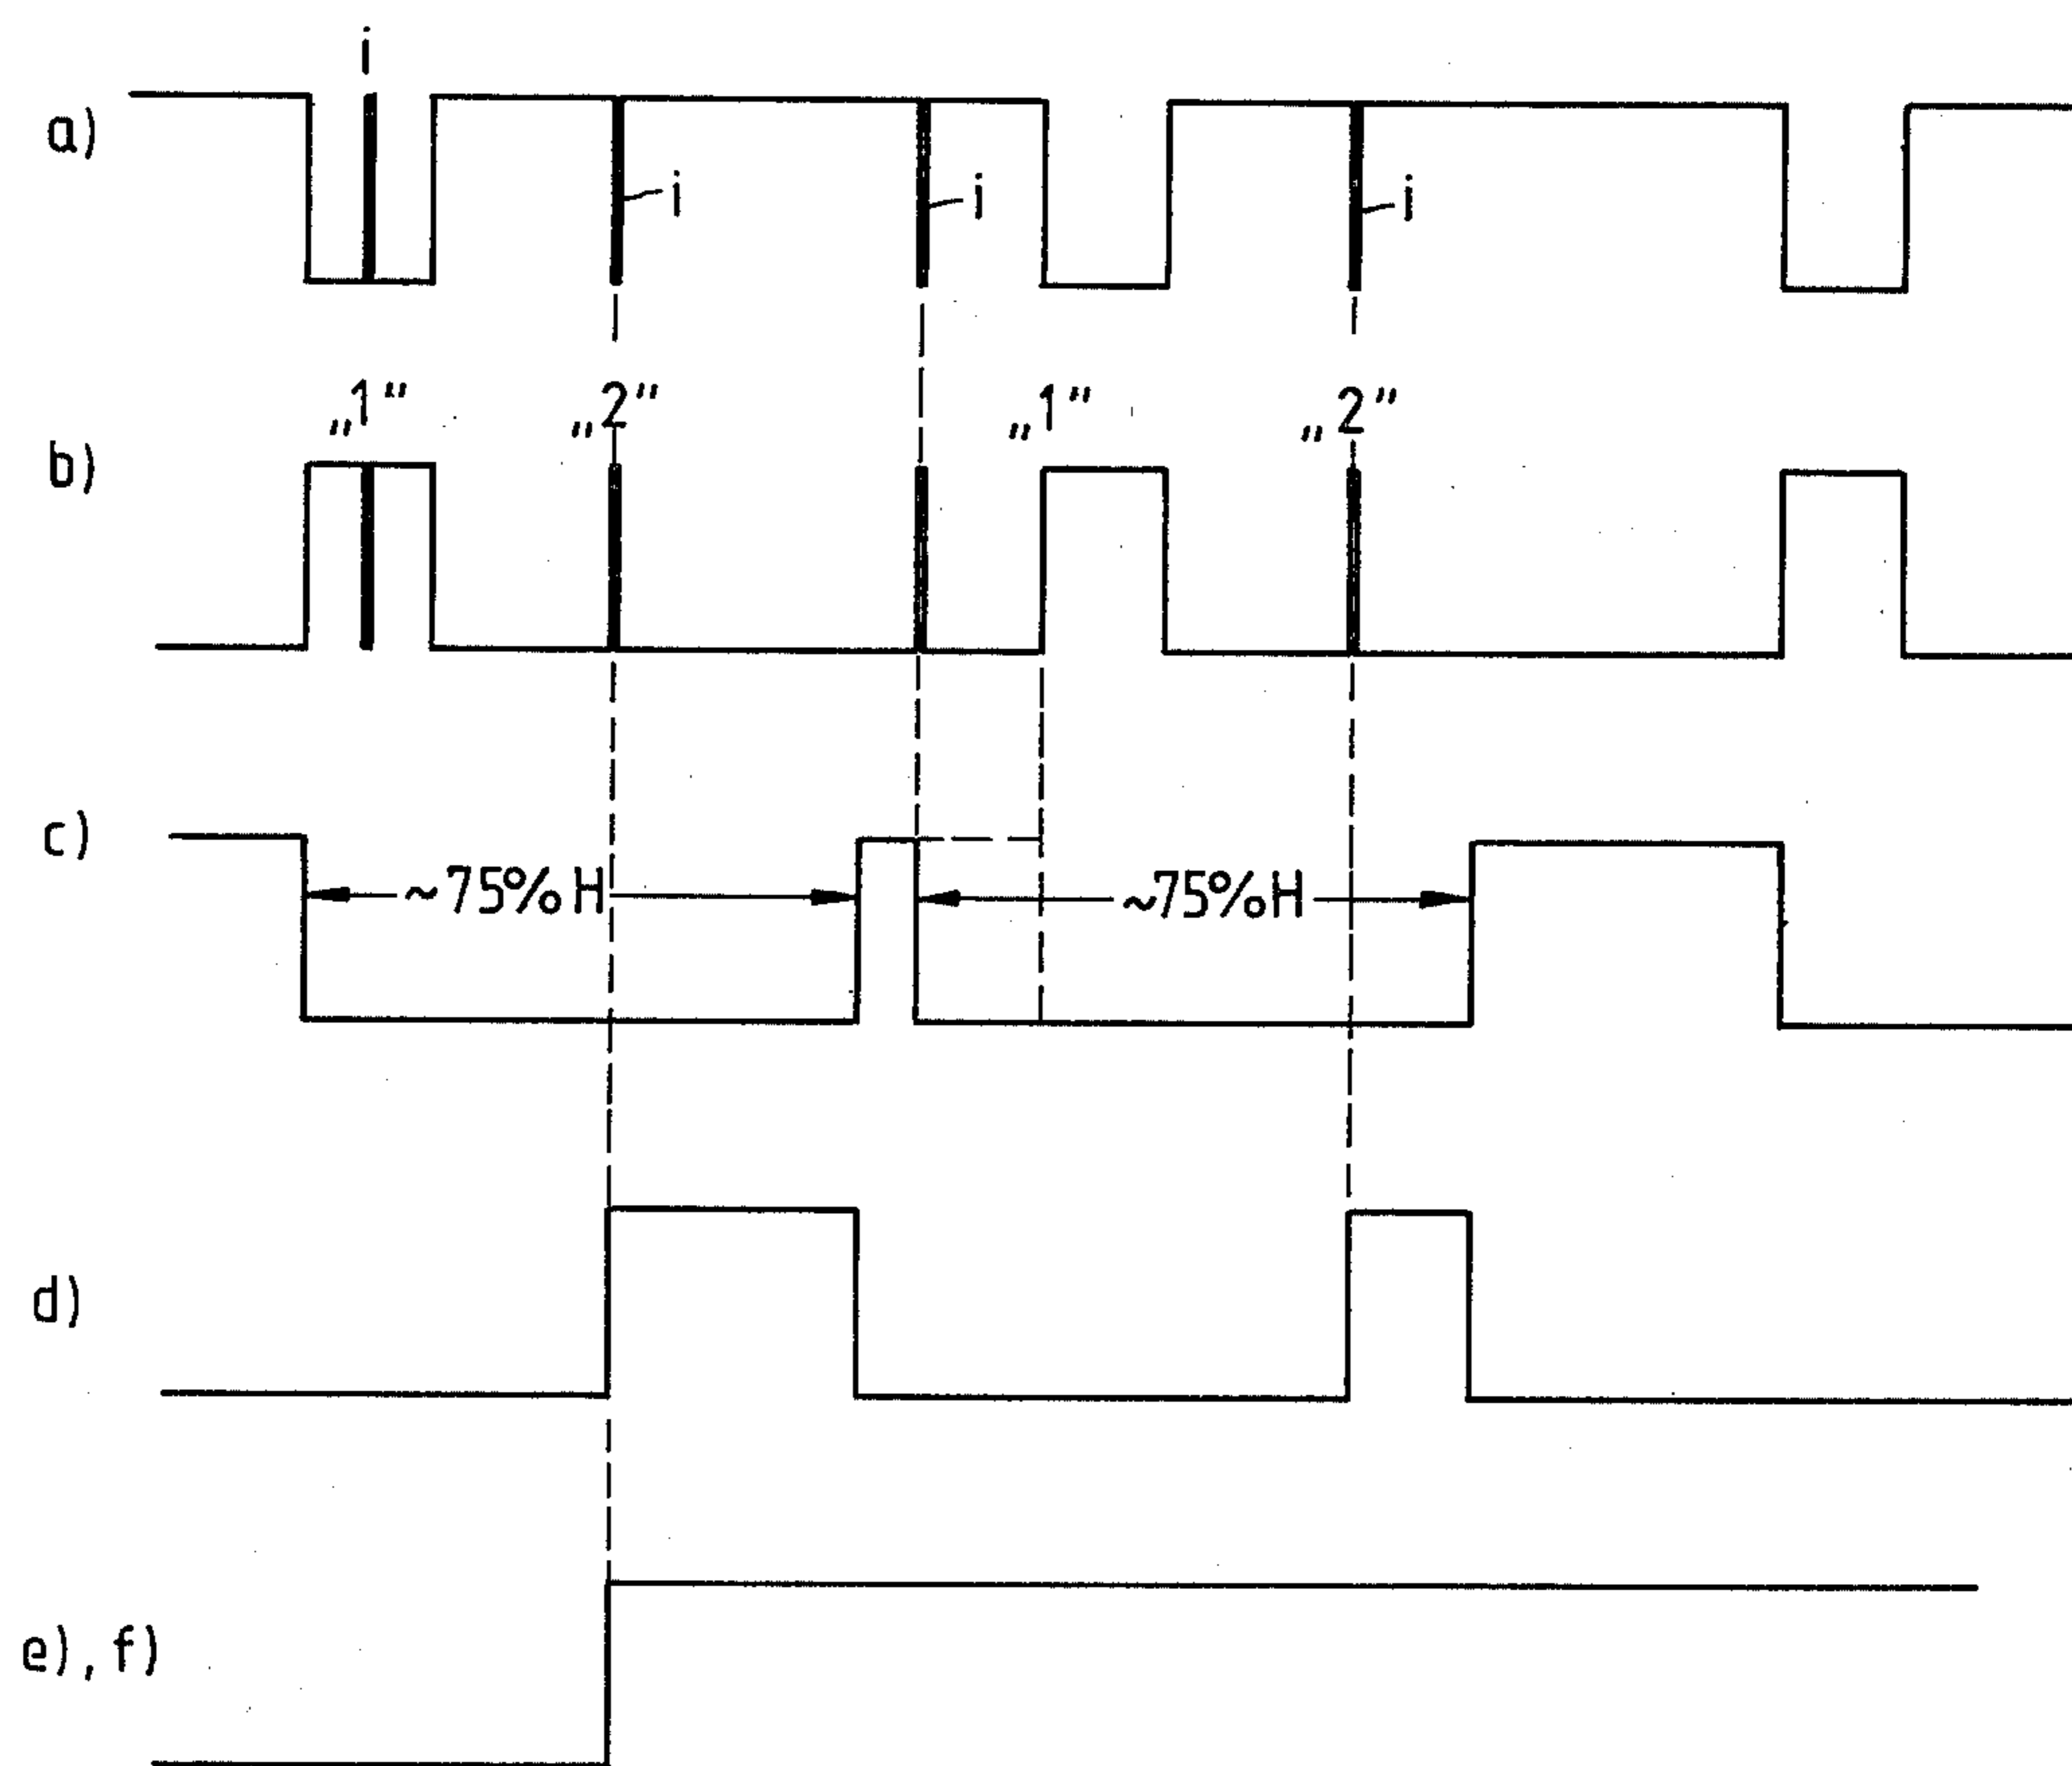 i
a)
i i i
„1“ „2“ „1“ „2“
b)
c)
~75%H ~75%H
d)
e), f)